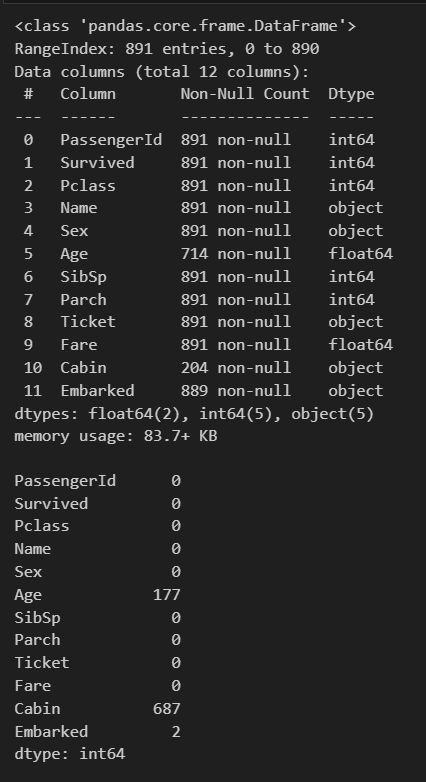 <class 'pandas.core.frame.DataFrame'>
RangeIndex: 891 entries, 0 to 890
Data columns (total 12 columns):
 #   Column       Non-Null Count  Dtype
---  ------       --------------  -----
 0   PassengerId  891 non-null    int64
 1   Survived     891 non-null    int64
 2   Pclass       891 non-null    int64
 3   Name         891 non-null    object
 4   Sex          891 non-null    object
 5   Age          714 non-null    float64
 6   SibSp        891 non-null    int64
 7   Parch        891 non-null    int64
 8   Ticket       891 non-null    object
 9   Fare         891 non-null    float64
 10  Cabin        204 non-null    object
 11  Embarked     889 non-null    object
dtypes: float64(2), int64(5), object(5)
memory usage: 83.7+ KB

PassengerId      0
Survived         0
Pclass           0
Name             0
Sex              0
Age            177
SibSp            0
Parch            0
Ticket           0
Fare             0
Cabin          687
Embarked         2
dtype: int64